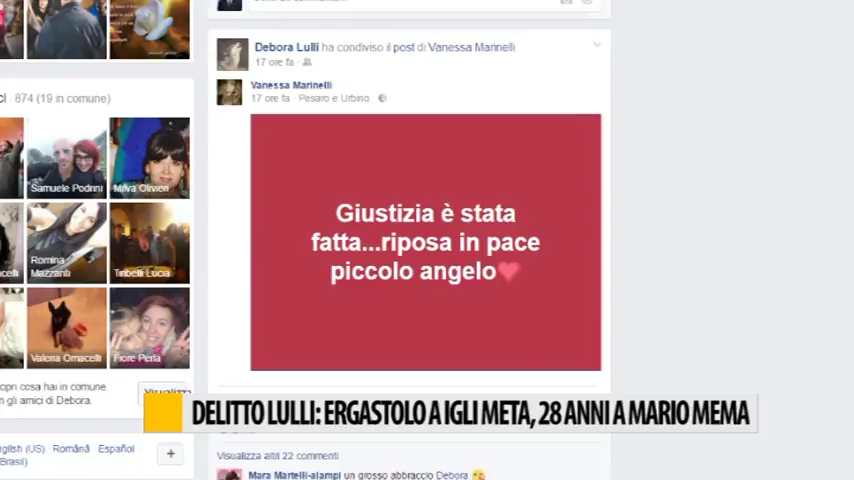 Debora Lulli ha condiviso il post di Vanessa Marinelli
17 ore fa
Vanessa Marinelli
17 ore fa · Pesaro e Urbino
874 (19 in comune)
Samuele Podrini
Milva Olivieri
Romina
Mazzanti
Tiribelli Lucia
Valeria Omacelli
Fiore Perla
Giustizia è stata
fatta...riposa in pace
piccolo angelo
cosa hai in comune
gli amici di Debora.
Visualizza
DELITTO LULLI: ERGASTOLO A IGLI META, 28 ANNI A MARIO MEMA
(US) Română Español
Brasil)
+
Visualizza altri 22 commenti
Mara Martelli-alampi un grosso abbraccio Debora